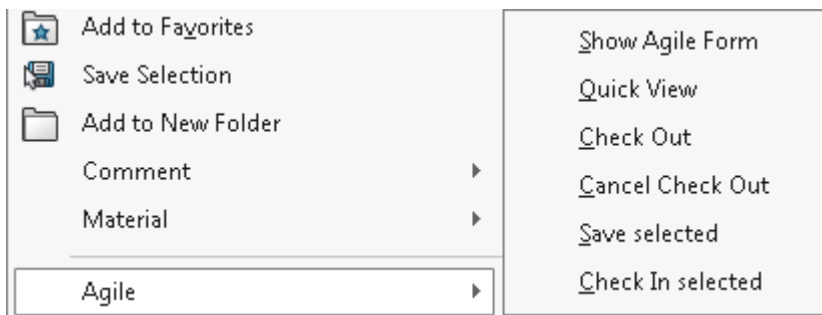 Add to Favorites
Save Selection
Add to New Folder
Comment
Material
Agile
Show Agile Form
Quick View
Check Out
Cancel Check Out
Save selected
Check In selected